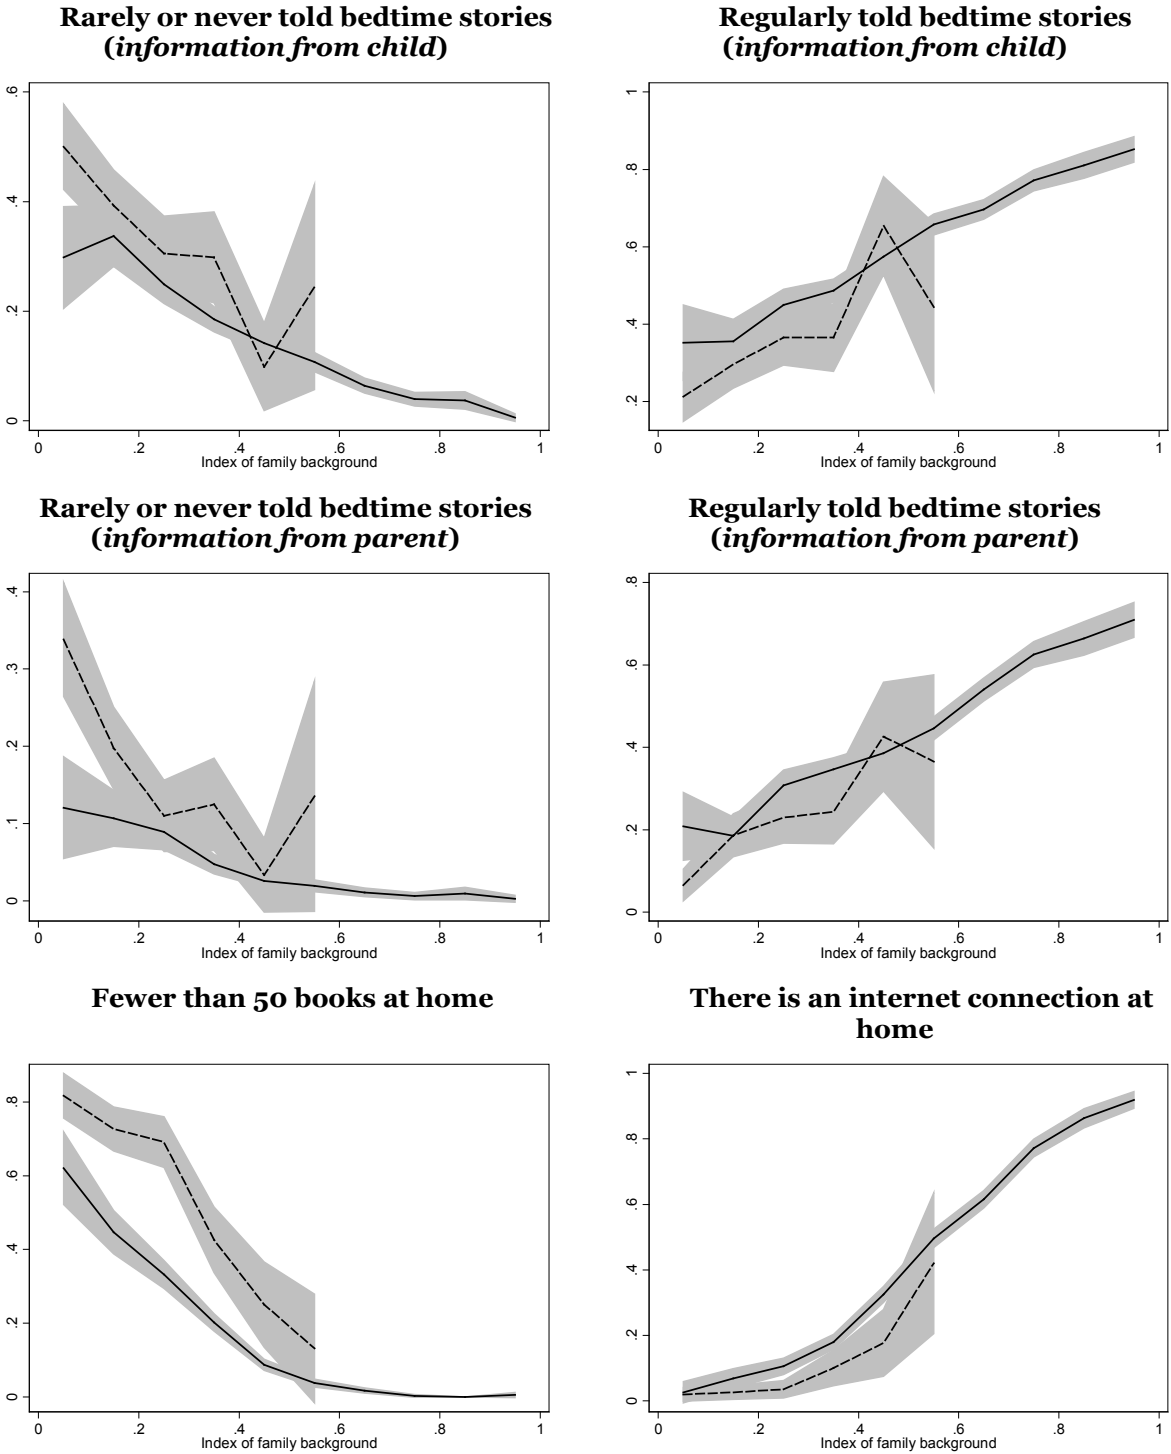 Rarely or never told bedtime stories
(information from child)
.6
.4
.2
0
0 .2 .4 .6 .8 1
Index of family background
Regularly told bedtime stories
(information from child)
1
.8
.6
.4
.2
0 .2 .4 .6 .8 1
Index of family background
Rarely or never told bedtime stories
(information from parent)
.4
.3
.2
.1
0
0 .2 .4 .6 .8 1
Index of family background
Regularly told bedtime stories
(information from parent)
.8
.6
.4
.2
0
0 .2 .4 .6 .8 1
Index of family background
Fewer than 50 books at home
.8
.6
.4
.2
0
0 .2 .4 .6 .8 1
Index of family background
There is an internet connection at
home
1
.8
.6
.4
.2
0
0 .2 .4 .6 .8 1
Index of family background